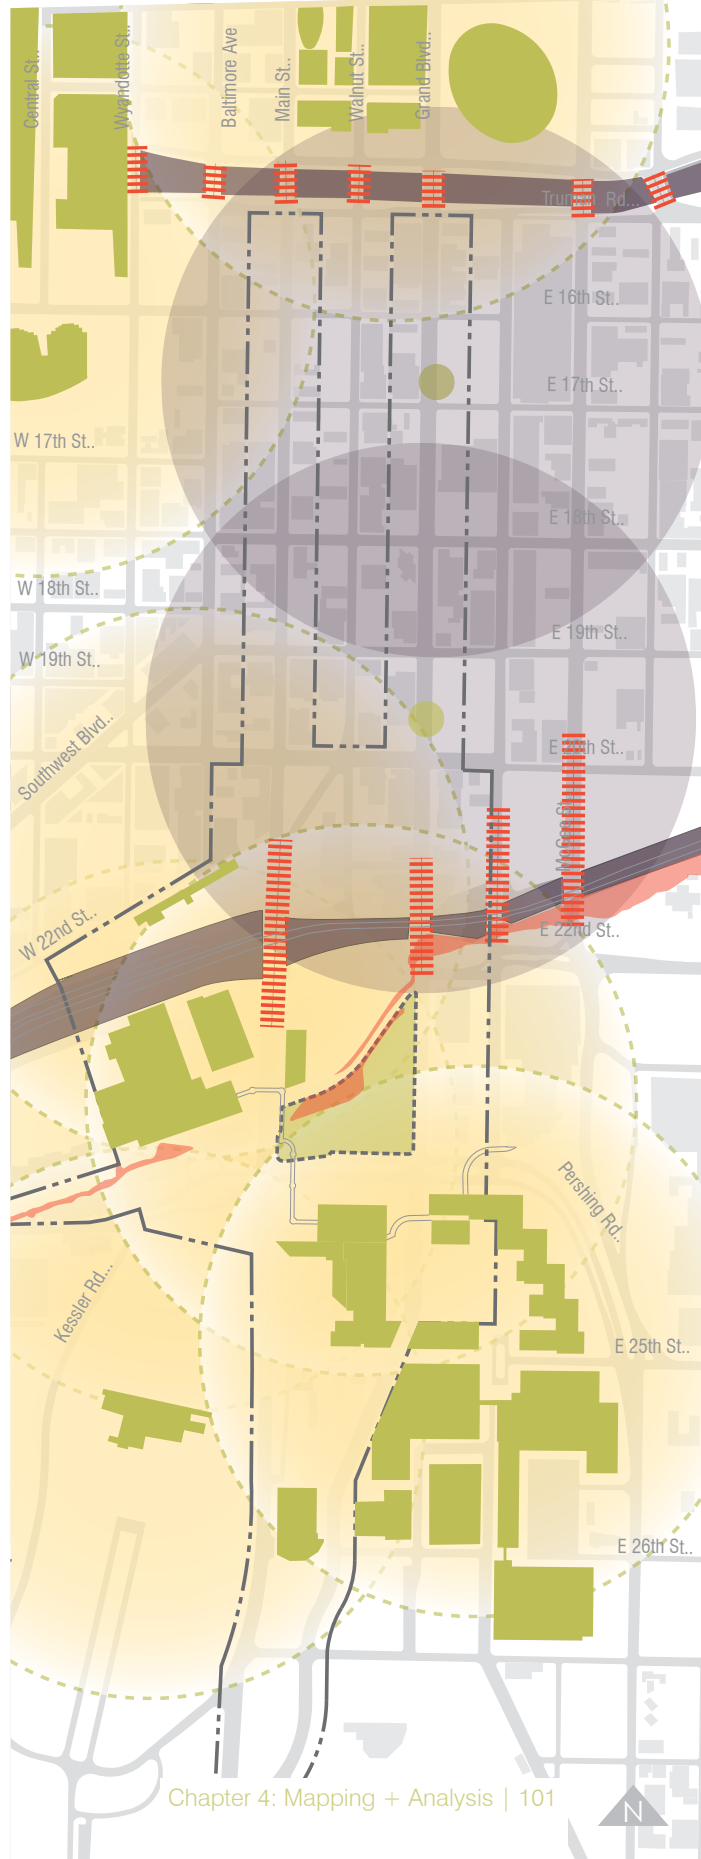 Central St..
Wyandotte St..
Baltimore Ave
Main St..
Walnut St..
Grand Blvd..
Truman Rd...
E 16th St..
E 17th St..
W 17th St..
E 18th St..
W 18th St..
E 19th St..
W 19th St..
Southwest Blvd..
E 20th St..
McGee St..
W 22nd St..
E 22nd St..
Pershing Rd..
Kessler Rd...
E 25th St..
E 26th St..
Chapter 4: Mapping + Analysis | 101
N